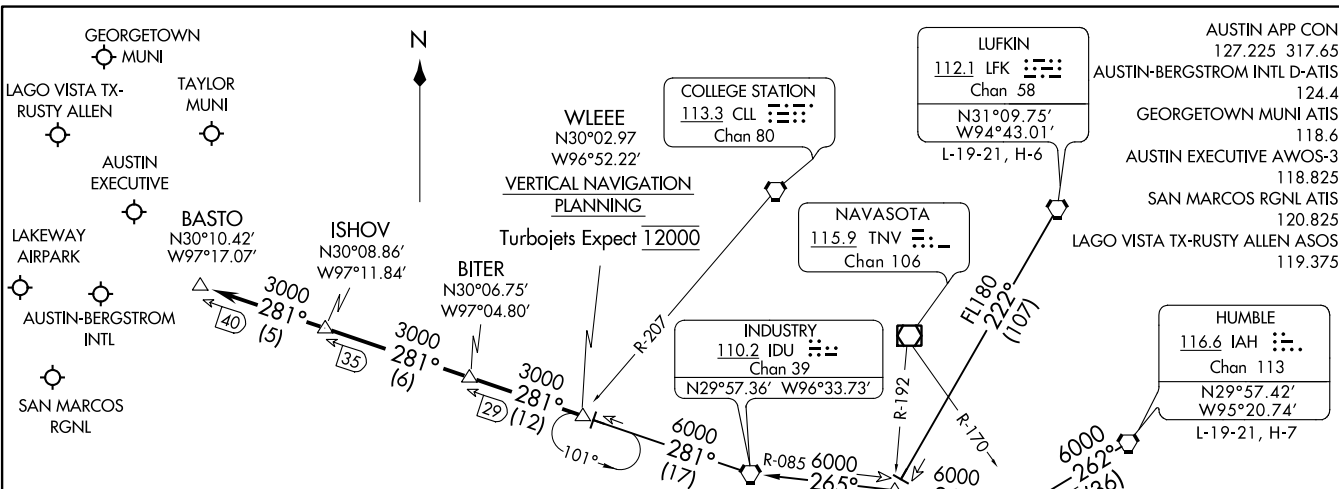 GEORGETOWN
MUNI
LAGO VISTA TX-
RUSTY ALLEN
TAYLOR
MUNI
AUSTIN
EXECUTIVE
LAKEWAY
AIRPARK
AUSTIN-BERGSTROM
INTL
SAN MARCOS
RGNL
N
BASTO
N30°10.42'
W97°17.07'
ISHOV
N30°08.86'
W97°11.84'
BITER
N30°06.75'
W97°04.80'
WLEEE
N30°02.97
W96°52.22'
VERTICAL NAVIGATION
PLANNING
Turbojets Expect 12000
COLLEGE STATION
113.3 CLL
Chan 80
LUFKIN
112.1 LFK
Chan 58
N31°09.75'
W94°43.01'
L-19-21, H-6
AUSTIN APP CON
127.225 317.65
AUSTIN-BERGSTROM INTL D-ATIS
124.4
GEORGETOWN MUNI ATIS
118.6
AUSTIN EXECUTIVE AWOS-3
118.825
SAN MARCOS RGNL ATIS
120.825
LAGO VISTA TX-RUSTY ALLEN ASOS
119.375
NAVASOTA
115.9 TNV
Chan 106
INDUSTRY
110.2 IDU
Chan 39
N29°57.36' W96°33.73'
HUMBLE
116.6 IAH
Chan 113
N29°57.42'
W95°20.74'
L-19-21, H-7
3000
281°
(5)
40
3000
281°
(6)
35
3000
281°
(12)
29
101°
R-207
6000
281°
(17)
R-085
6000
265°
R-192
R-170
FL180
222°
(107)
6000
6000
262°
(36)